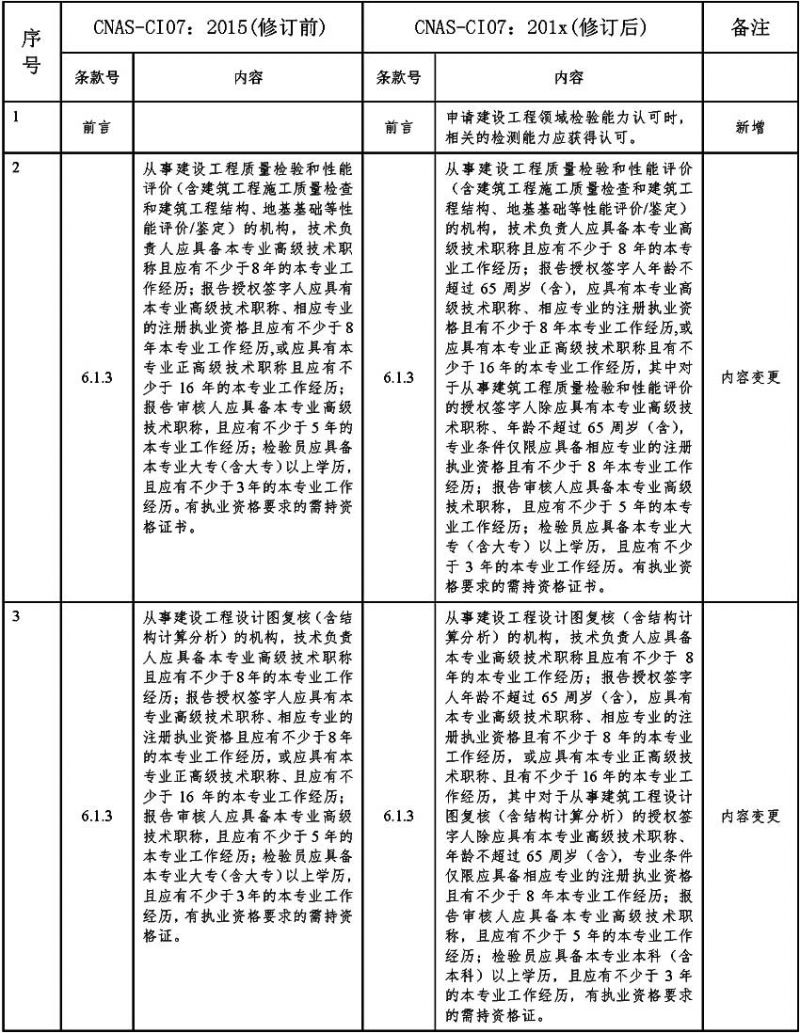 序号
CNAS-CI07：2015(修订前)
CNAS-CI07：201x(修订后)
备注
条款号
内容
条款号
内容
1
前言
前言
申请建设工程领域检验能力认可时，
相关的检测能力应获得认可。
新增
2
6.1.3
从事建设工程质量检验和性能
评价（含建筑工程施工质量检查
和建筑工程结构、地基基础等性
能评价/鉴定）的机构，技术负
责人应具备本专业高级技术职
称且应有不少于8年的本专业工
作经历；报告授权签字人应具有
本专业高级技术职称、相应专业
的注册执业资格且应有不少于8
年本专业工作经历,或应具有本
专业正高级技术职称且应有不
少于 16 年的本专业工作经历；
报告审核人应具备本专业高级
技术职称，且应有不少于5年的
本专业工作经历；检验员应具备
本专业大专（含大专）以上学历，
且应有不少于3年的本专业工作
经历。有执业资格要求的需持资
格证书。
6.1.3
从事建设工程质量检验和性能评价
（含建筑工程施工质量检查和建筑工
程结构、地基基础等性能评价/鉴定）
的机构，技术负责人应具备本专业高
级技术职称且应有不少于 8 年的本专
业工作经历；报告授权签字人年龄不
超过 65 周岁（含），应具有本专业高
级技术职称、相应专业的注册执业资
格且有不少于8年本专业工作经历,或
应具有本专业正高级技术职称且有不
少于16年的本专业工作经历，其中对
于从事建筑工程质量检验和性能评价
的授权签字人除应具有本专业高级技
术职称、年龄不超过 65 周岁（含），
专业条件仅限应具备相应专业的注册
执业资格且有不少于 8 年本专业工作
经历；报告审核人应具备本专业高级
技术职称，且应有不少于 5 年的本专
业工作经历；检验员应具备本专业大
专（含大专）以上学历，且应有不少
于 3 年的本专业工作经历。有执业资
格要求的需持资格证书。
内容变更
3
6.1.3
从事建设工程设计图复核（含结
构计算分析）的机构，技术负责
人应具备本专业高级技术职称
且应有不少于8年的本专业工作
经历；报告授权签字人应具有本
专业高级技术职称、相应专业的
注册执业资格且应有不少于8年
的本专业工作经历，或应具有本
专业正高级技术职称、且应有不
少于 16 年的本专业工作经历；
报告审核人应具备本专业高级
技术职称，且应有不少于5年的
本专业工作经历；检验员应具备
本专业大专（含大专）以上学历，
且应有不少于3年的本专业工作
经历，有执业资格要求的需持资
格证。
6.1.3
从事建设工程设计图复核（含结构计
算分析）的机构，技术负责人应具备
本专业高级技术职称且应有不少于 8
年的本专业工作经历；报告授权签字
人年龄不超过 65 周岁（含），应具有
本专业高级技术职称、相应专业的注
册执业资格且有不少于 8 年本专业工
作经历，或应具有本专业正高级技术
术职称、且有不少于16年的本专业工
作经历，其中对于从事建筑工程设计
图复核（含结构计算分析）的授权签
字人除应具有本专业高级技术职称、
年龄不超过 65 周岁（含），专业条件
仅限应具备相应专业的注册执业资格
且有不少于 8 年本专业工作经历；报
告审核人应具备本专业高级技术职
称，且应有不少于 5 年的本专业工作
经历；检验员应具备本专业本科（含
本科）以上学历，且应有不少于 3 年
的本专业工作经历，有执业资格要求
的需持资格证。
内容变更